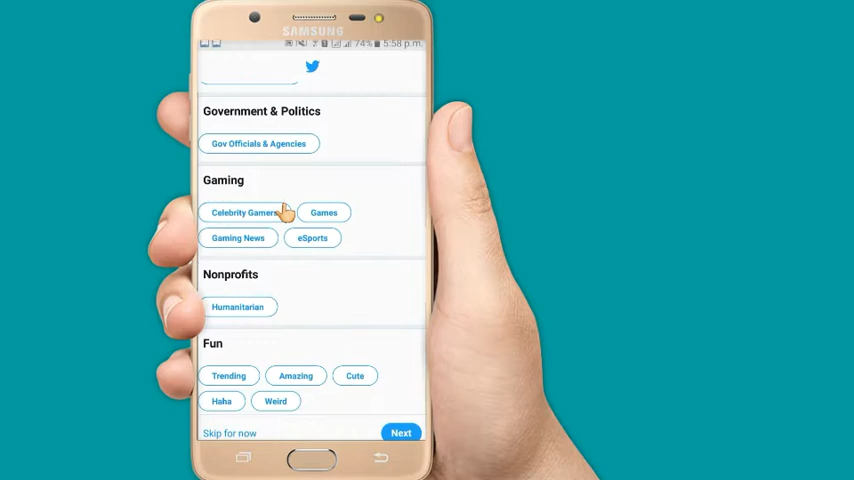 SAMSUNG
74% 5:58 p.m.
Government & Politics
Gov Officials & Agencies
Gaming
Celebrity Gamers Games
Gaming News eSports
Nonprofits
Humanitarian
Fun
Trending Amazing Cute
Haha Weird
Skip for now Next